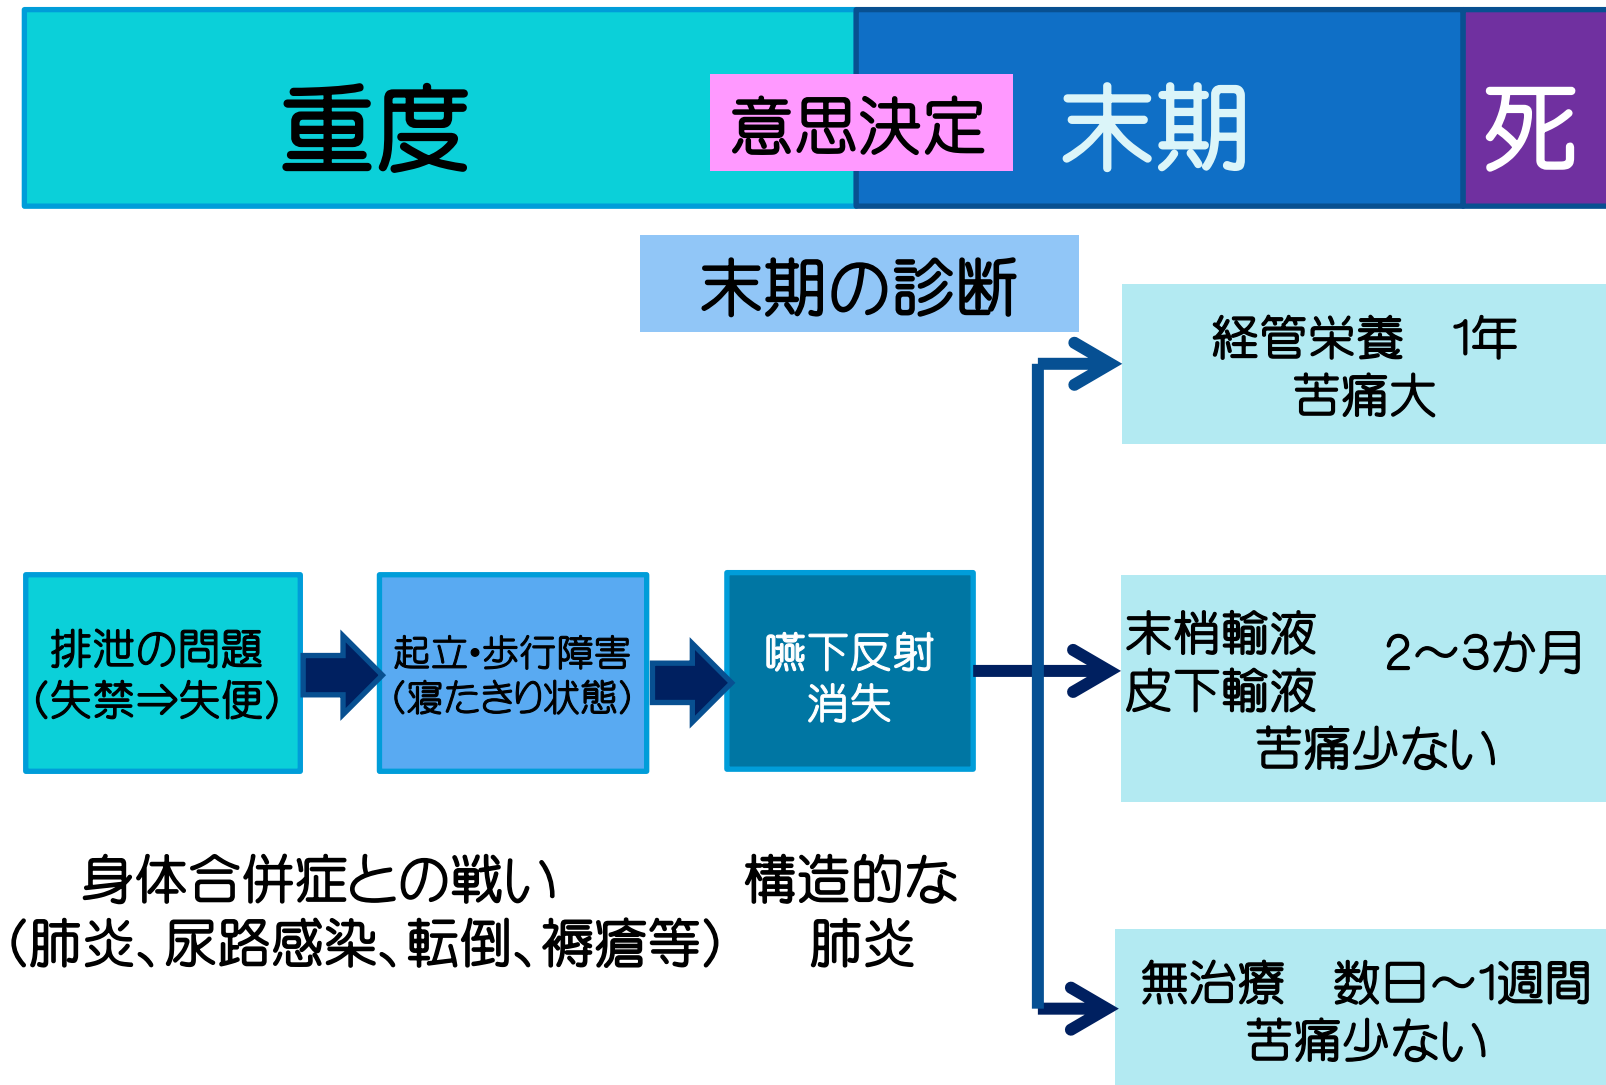 重度
意思決定
末期
死
末期の診断
経管栄養　1年
苦痛大
排泄の問題
(失禁⇒失便)
起立・歩行障害
(寝たきり状態)
嚥下反射
消失
末梢輸液
皮下輸液
2～3か月
苦痛少ない
身体合併症との戦い
(肺炎、尿路感染、転倒、褥瘡等)
構造的な
肺炎
無治療　数日～1週間
苦痛少ない